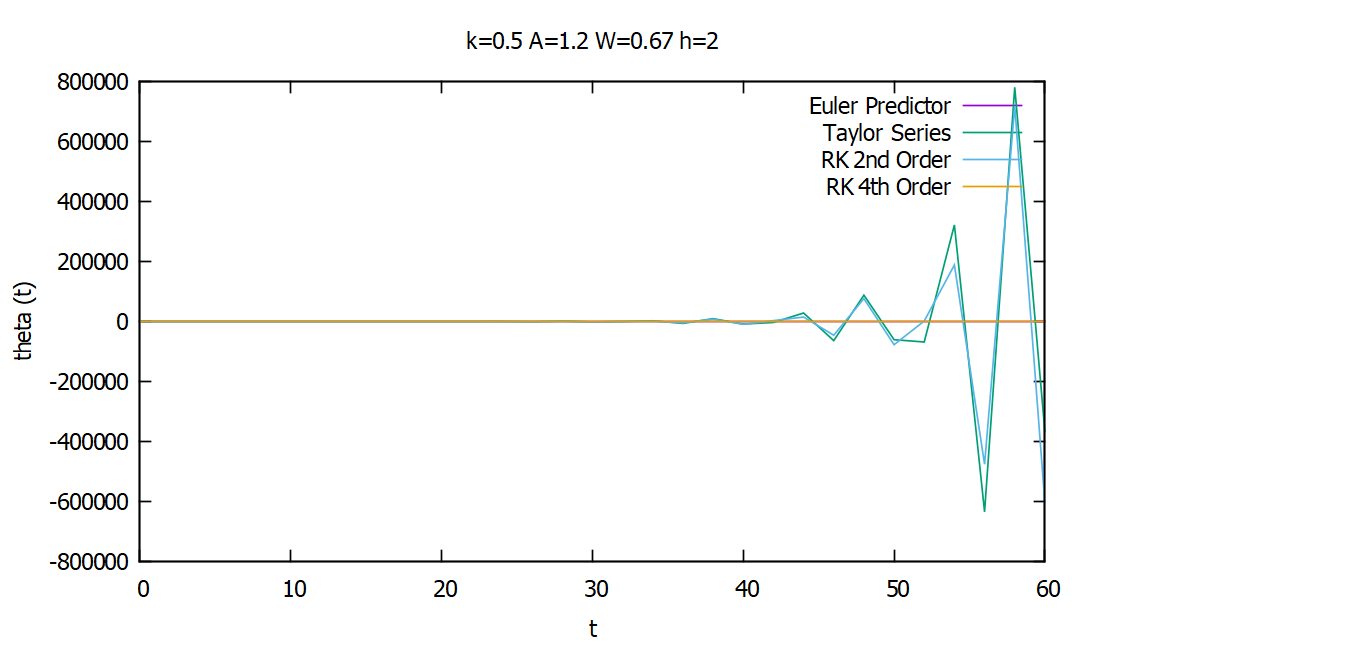 k=0.5 A=1.2 W=0.67 h=2
800000
600000
400000
200000
0
-200000
-400000
-600000
-800000
theta (t)
Euler Predictor
Taylor Series
RK 2nd Order
RK 4th Order
0 10 20 30 40 50 60
t